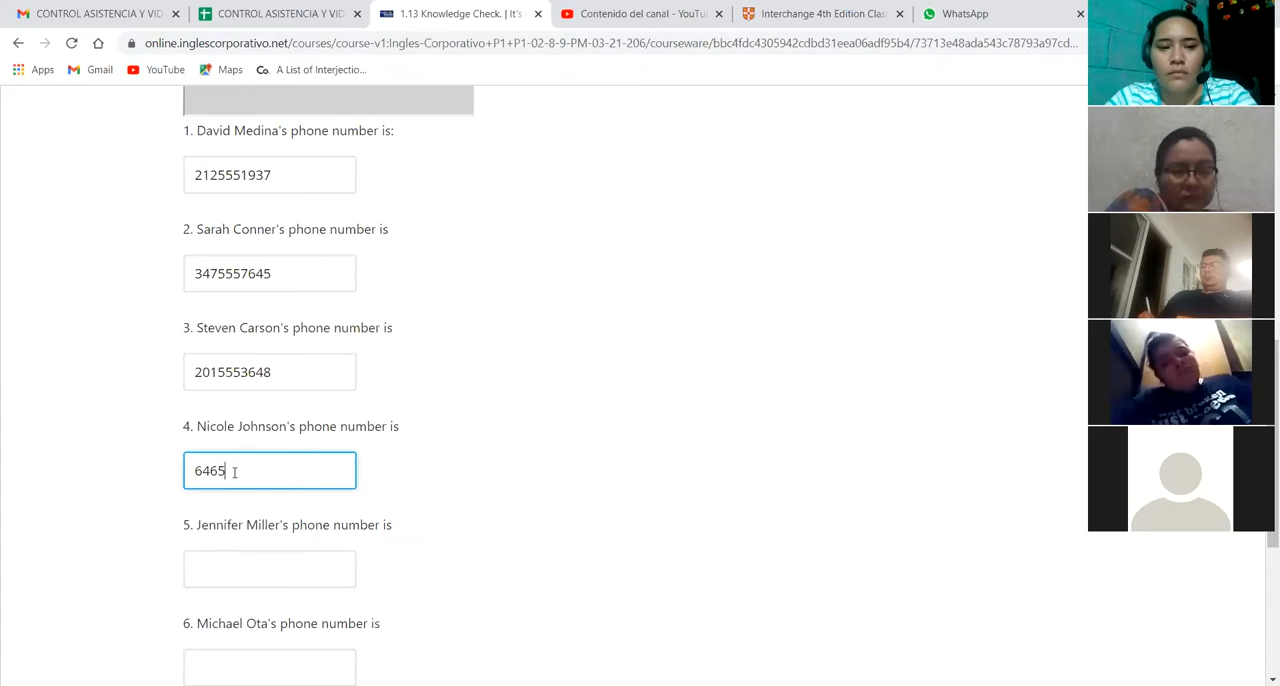 CONTROL ASISTENCIA Y VID
CONTROL ASISTENCIA Y VID
1.13 Knowledge Check. | It's
Contenido del canal - YouTu
Interchange 4th Edition Clas
WhatsApp
online.inglescorporativo.net/courses/course-v1:Ingles-Corporativo+P1+P1-02-8-9-PM-03-21-206/courseware/bbc4fdc4305942cdbd31eea06adf95b4/73713e48ada543c78793a97cd...
Apps
Gmail
YouTube
Maps
Co. A List of Interjectio...
1. David Medina's phone number is:
2125551937
2. Sarah Conner's phone number is
3475557645
3. Steven Carson's phone number is
2015553648
4. Nicole Johnson's phone number is
6465
5. Jennifer Miller's phone number is
6. Michael Ota's phone number is